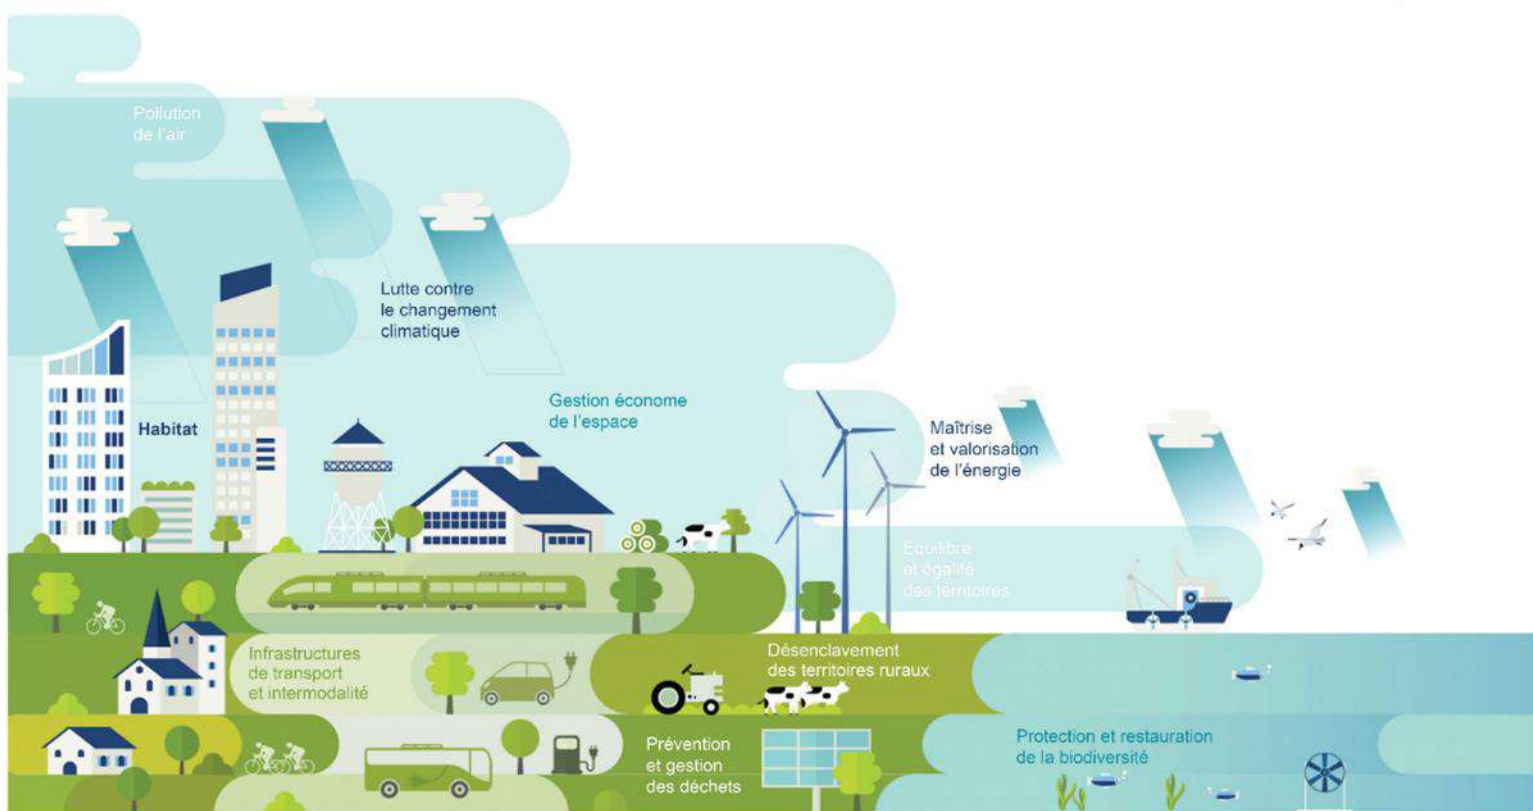 Pollution
de l'air
Lutte contre
le changement
climatique
Gestion économe
de l'espace
Habitat
Maîtrise
et valorisation
de l'énergie
Equilibre
et égalité
des territoires
Infrastructures
de transport
et intermodalité
Désenclavement
des territoires ruraux
Prévention
et gestion
des déchets
Protection et restauration
de la biodiversité